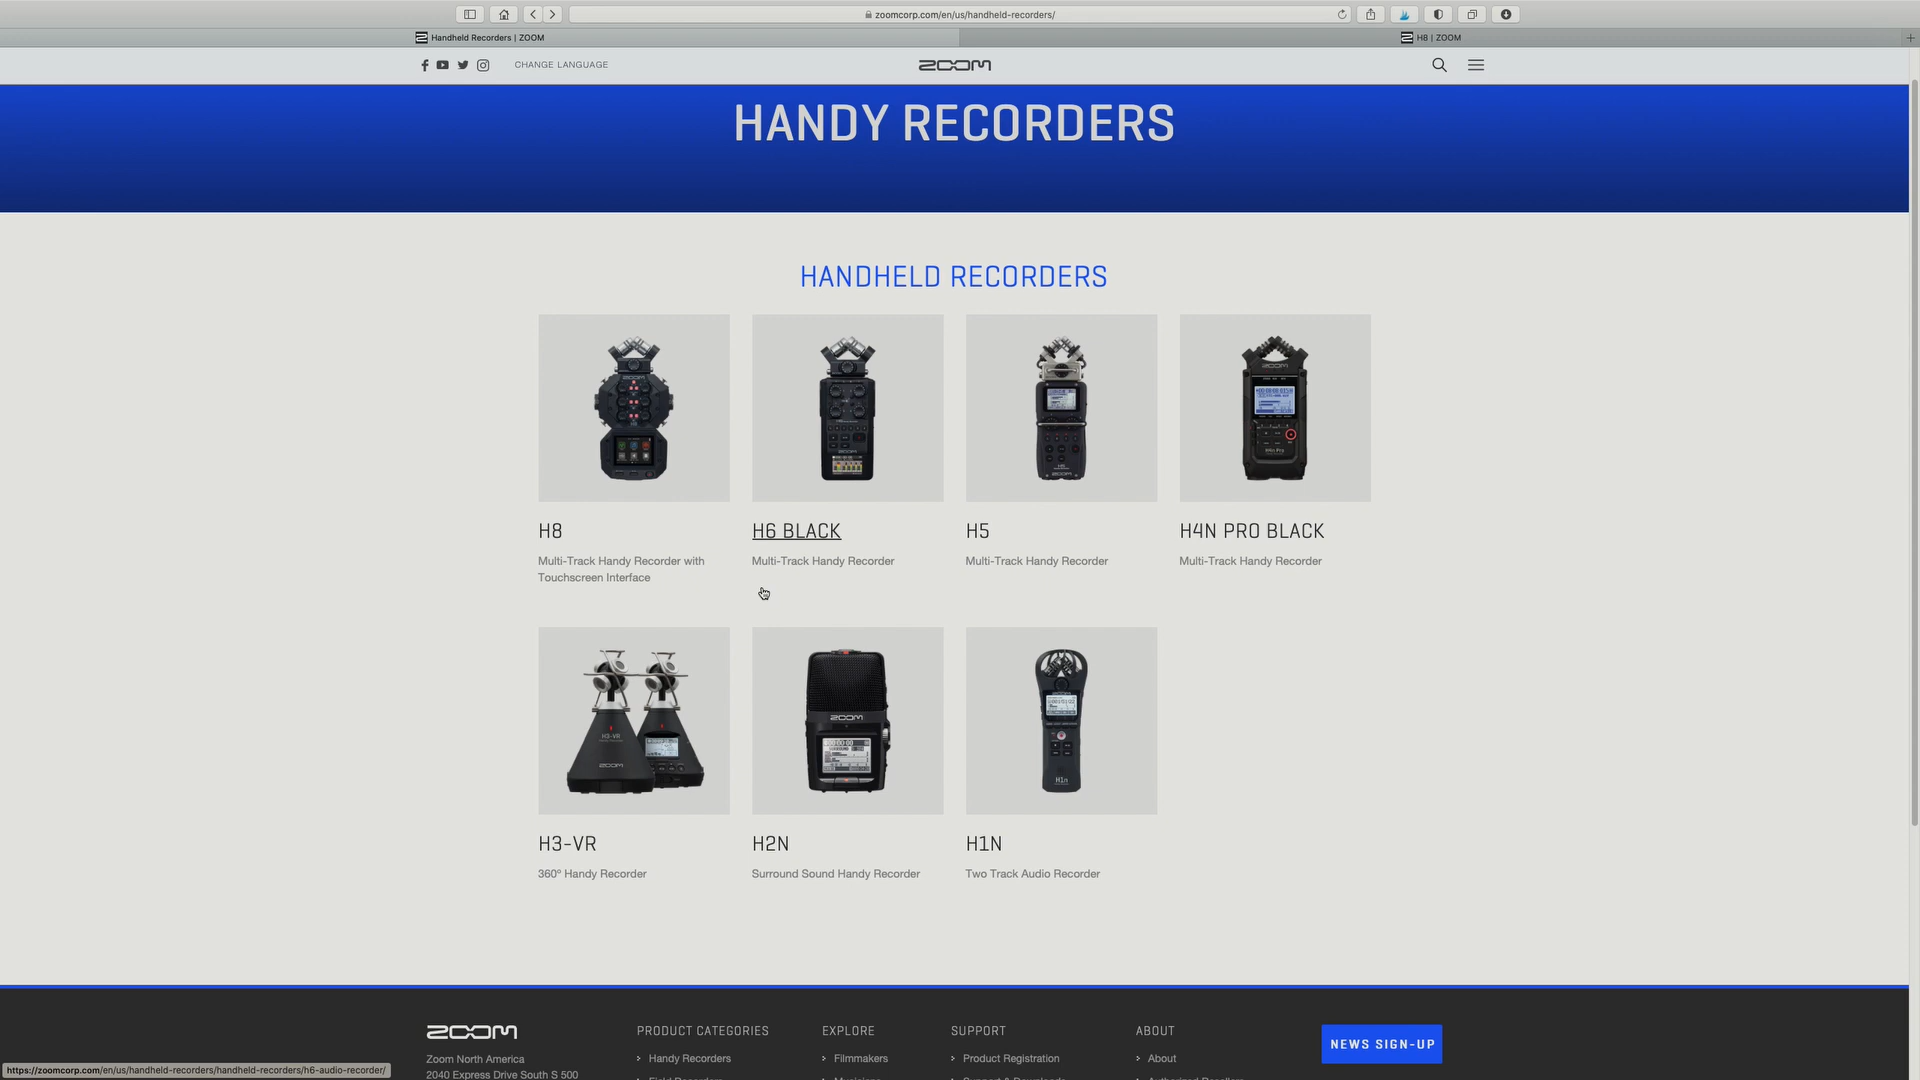 zoomcorp.com/en/us/handheld-recorders/
Handheld Recorders | ZOOM
H8 | ZOOM
CHANGE LANGUAGE
ZOOM
HANDY RECORDERS
HANDHELD RECORDERS
H8
Multi-Track Handy Recorder with
Touchscreen Interface
H6 BLACK
Multi-Track Handy Recorder
H5
Multi-Track Handy Recorder
H4N PRO BLACK
Multi-Track Handy Recorder
H3-VR
360º Handy Recorder
H2N
Surround Sound Handy Recorder
H1N
Two Track Audio Recorder
ZOOM
Zoom North America
2040 Express Drive South S 500
PRODUCT CATEGORIES
Handy Recorders
EXPLORE
Filmmakers
SUPPORT
Product Registration
ABOUT
About
NEWS SIGN-UP
https://zoomcorp.com/en/us/handheld-recorders/handheld-recorders/h6-audio-recorder/